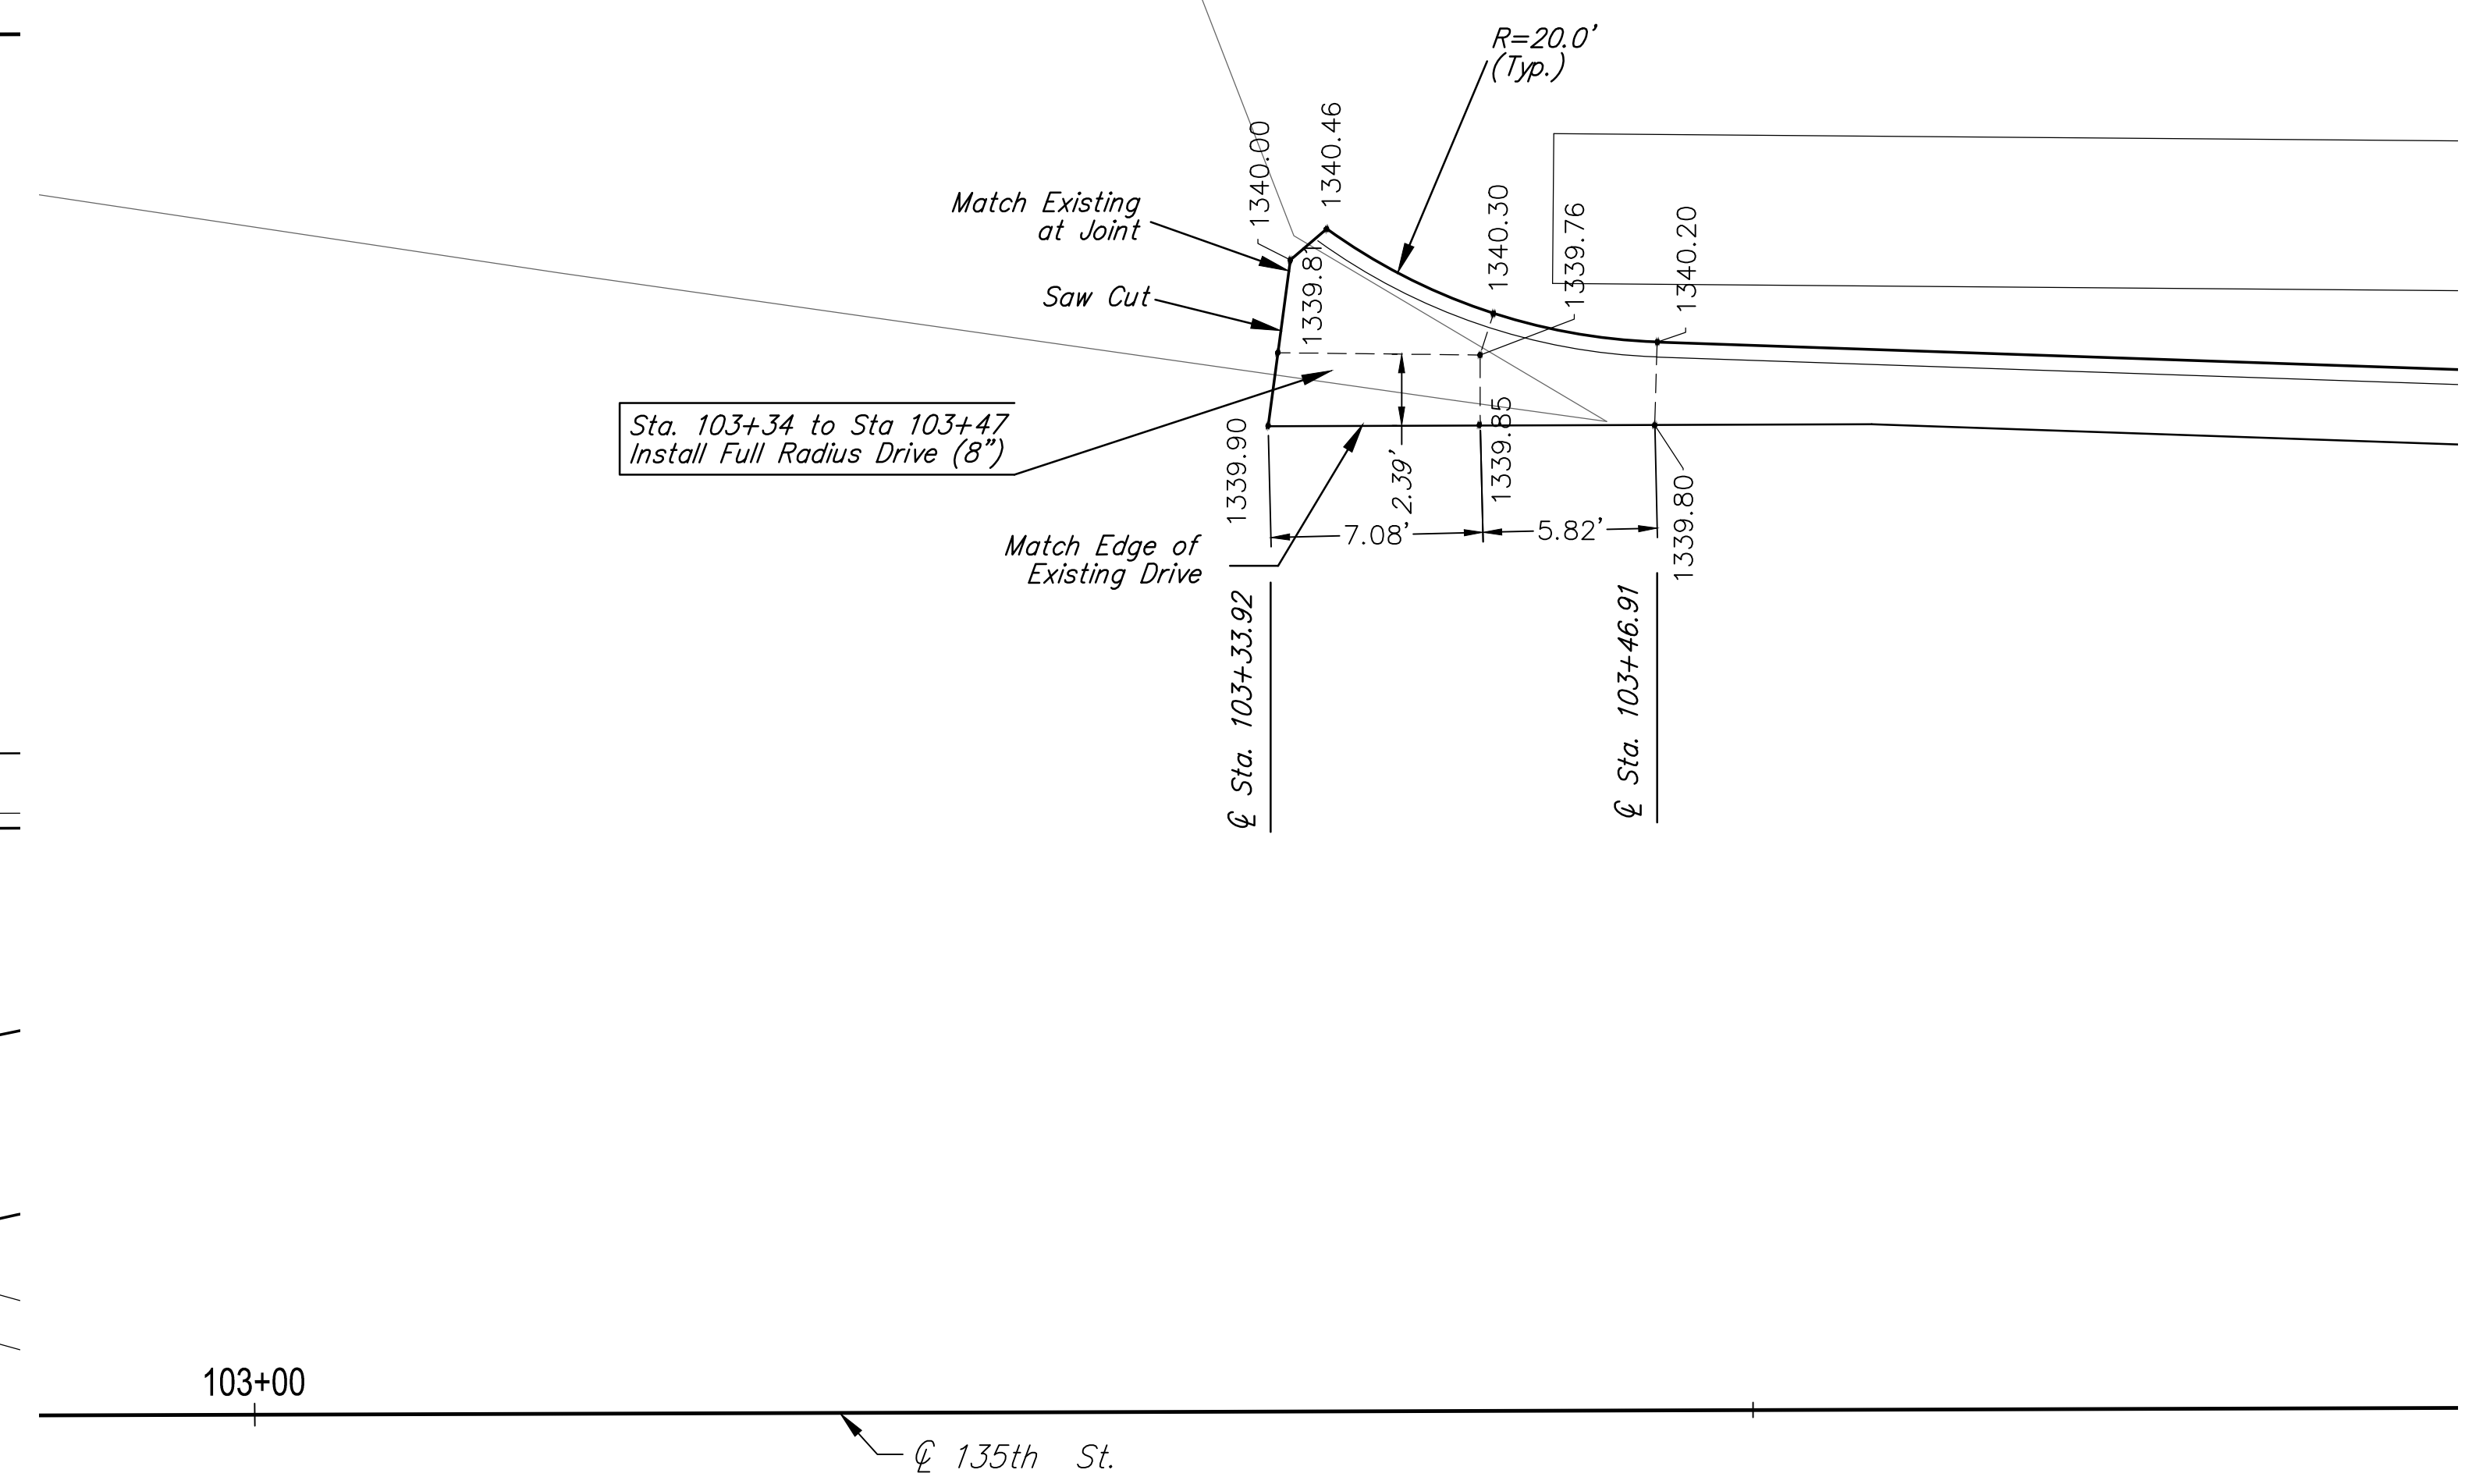 R=20.0'
(Typ.)
1340.00
1340.46
1340.30
1339.76
1340.20
Match Existing
at Joint
Saw Cut
1339.81
Sta. 103+34 to Sta 103+47
Install Full Radius Drive (8")
1339.90
2.39'
1339.85
1339.80
7.08'
5.82'
Match Edge of
Existing Drive
℄ Sta. 103+33.92
℄ Sta. 103+46.91
103+00
℄ 135th St.